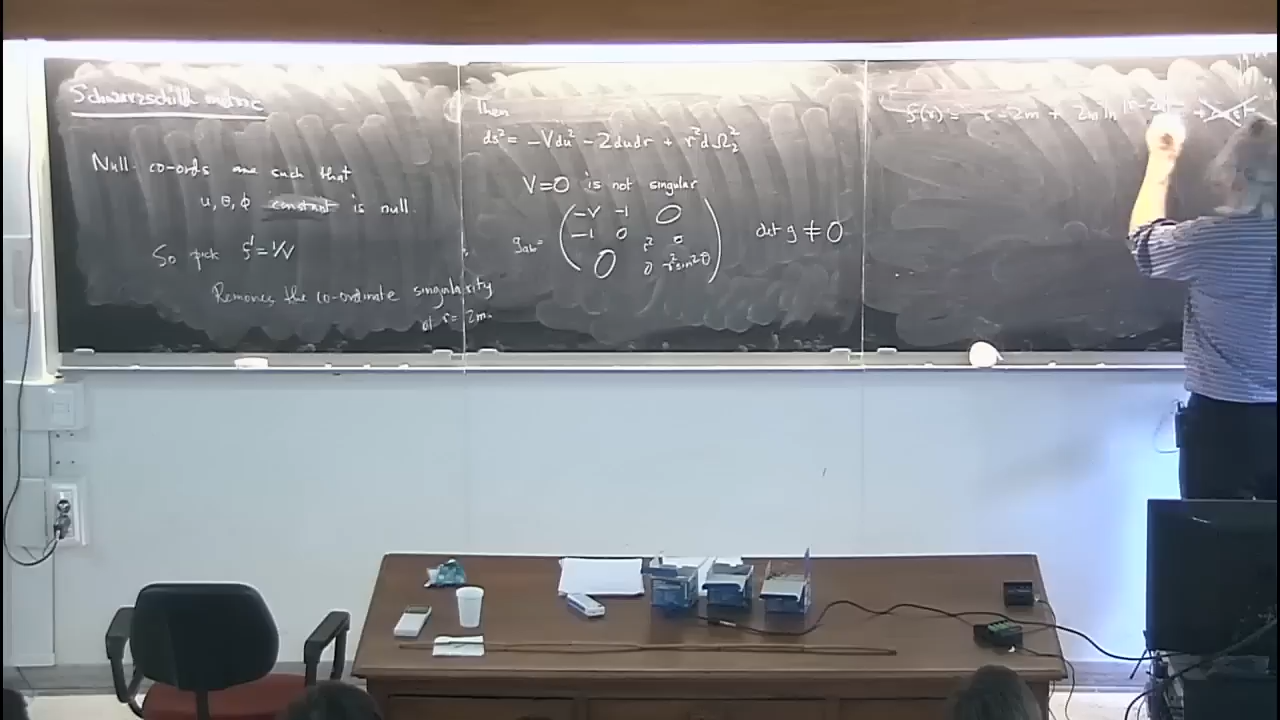 Schwarzschild metric
Null co-ords are such that
u, θ, φ constant is null.
So pick ξ' = 1/V
Removes the co-ordinate singularity
at r = 2m.
Then
ds² = -Vdu² - 2dudr + r²dΩ₂²
V=0 is not singular
g_ab = ( -V -1 0
-1 0
r² 0
0 0 r²sin²θ ) det g ≠ 0
ξ(r) = r - 2m + 2m ln |r - 2m